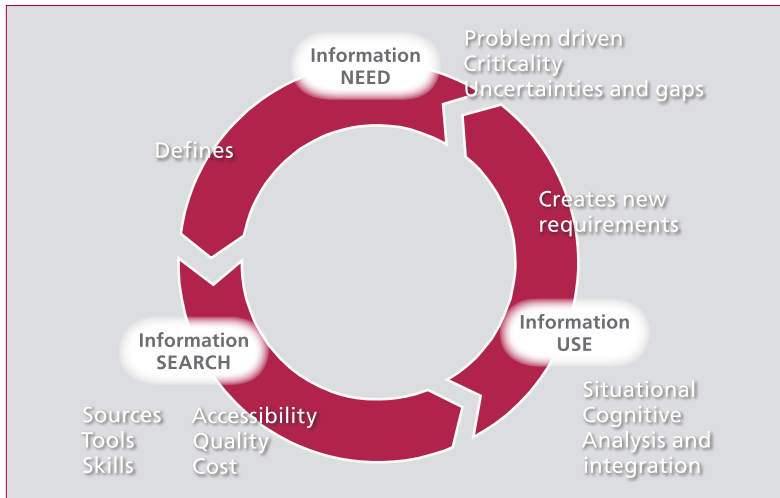 Information
NEED
Problem driven
Criticality
Uncertainties and gaps
Defines
Creates new
requirements
Information
USE
Information
SEARCH
Situational
Cognitive
Analysis and
integration
Sources
Tools
Skills
Accessibility
Quality
Cost